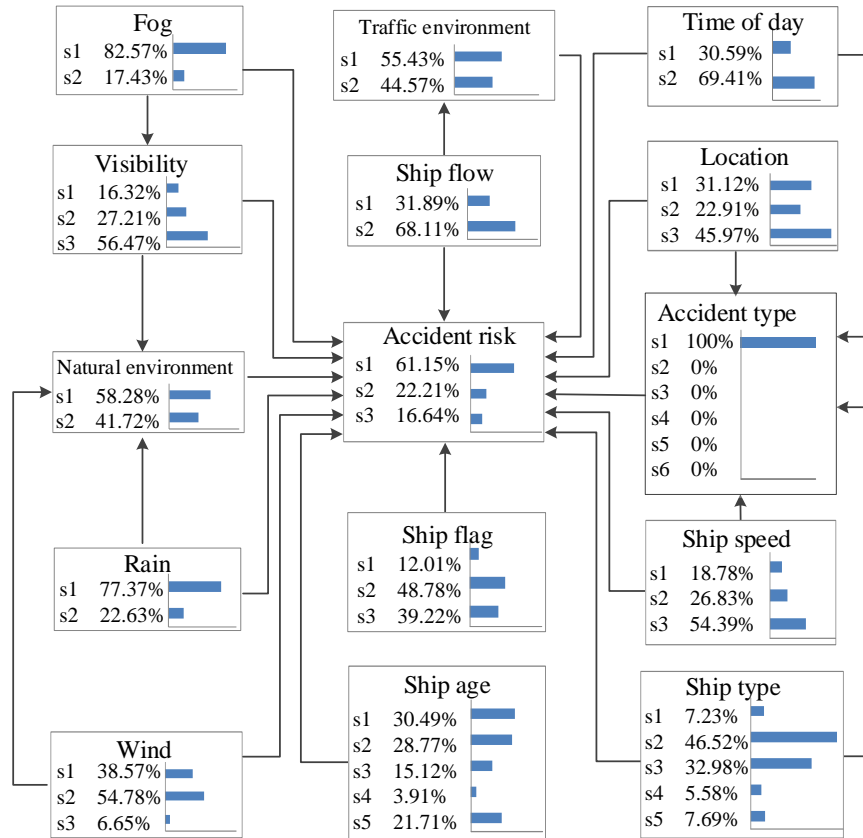 Fog
s1 82.57%
s2 17.43%
Traffic environment
s1 55.43%
s2 44.57%
Time of day
s1 30.59%
s2 69.41%
Visibility
s1 16.32%
s2 27.21%
s3 56.47%
Ship flow
s1 31.89%
s2 68.11%
Location
s1 31.12%
s2 22.91%
s3 45.97%
Natural environment
s1 58.28%
s2 41.72%
Accident risk
s1 61.15%
s2 22.21%
s3 16.64%
Accident type
s1 100%
s2 0%
s3 0%
s4 0%
s5 0%
s6 0%
Rain
s1 77.37%
s2 22.63%
Ship flag
s1 12.01%
s2 48.78%
s3 39.22%
Ship speed
s1 18.78%
s2 26.83%
s3 54.39%
Wind
s1 38.57%
s2 54.78%
s3 6.65%
Ship age
s1 30.49%
s2 28.77%
s3 15.12%
s4 3.91%
s5 21.71%
Ship type
s1 7.23%
s2 46.52%
s3 32.98%
s4 5.58%
s5 7.69%